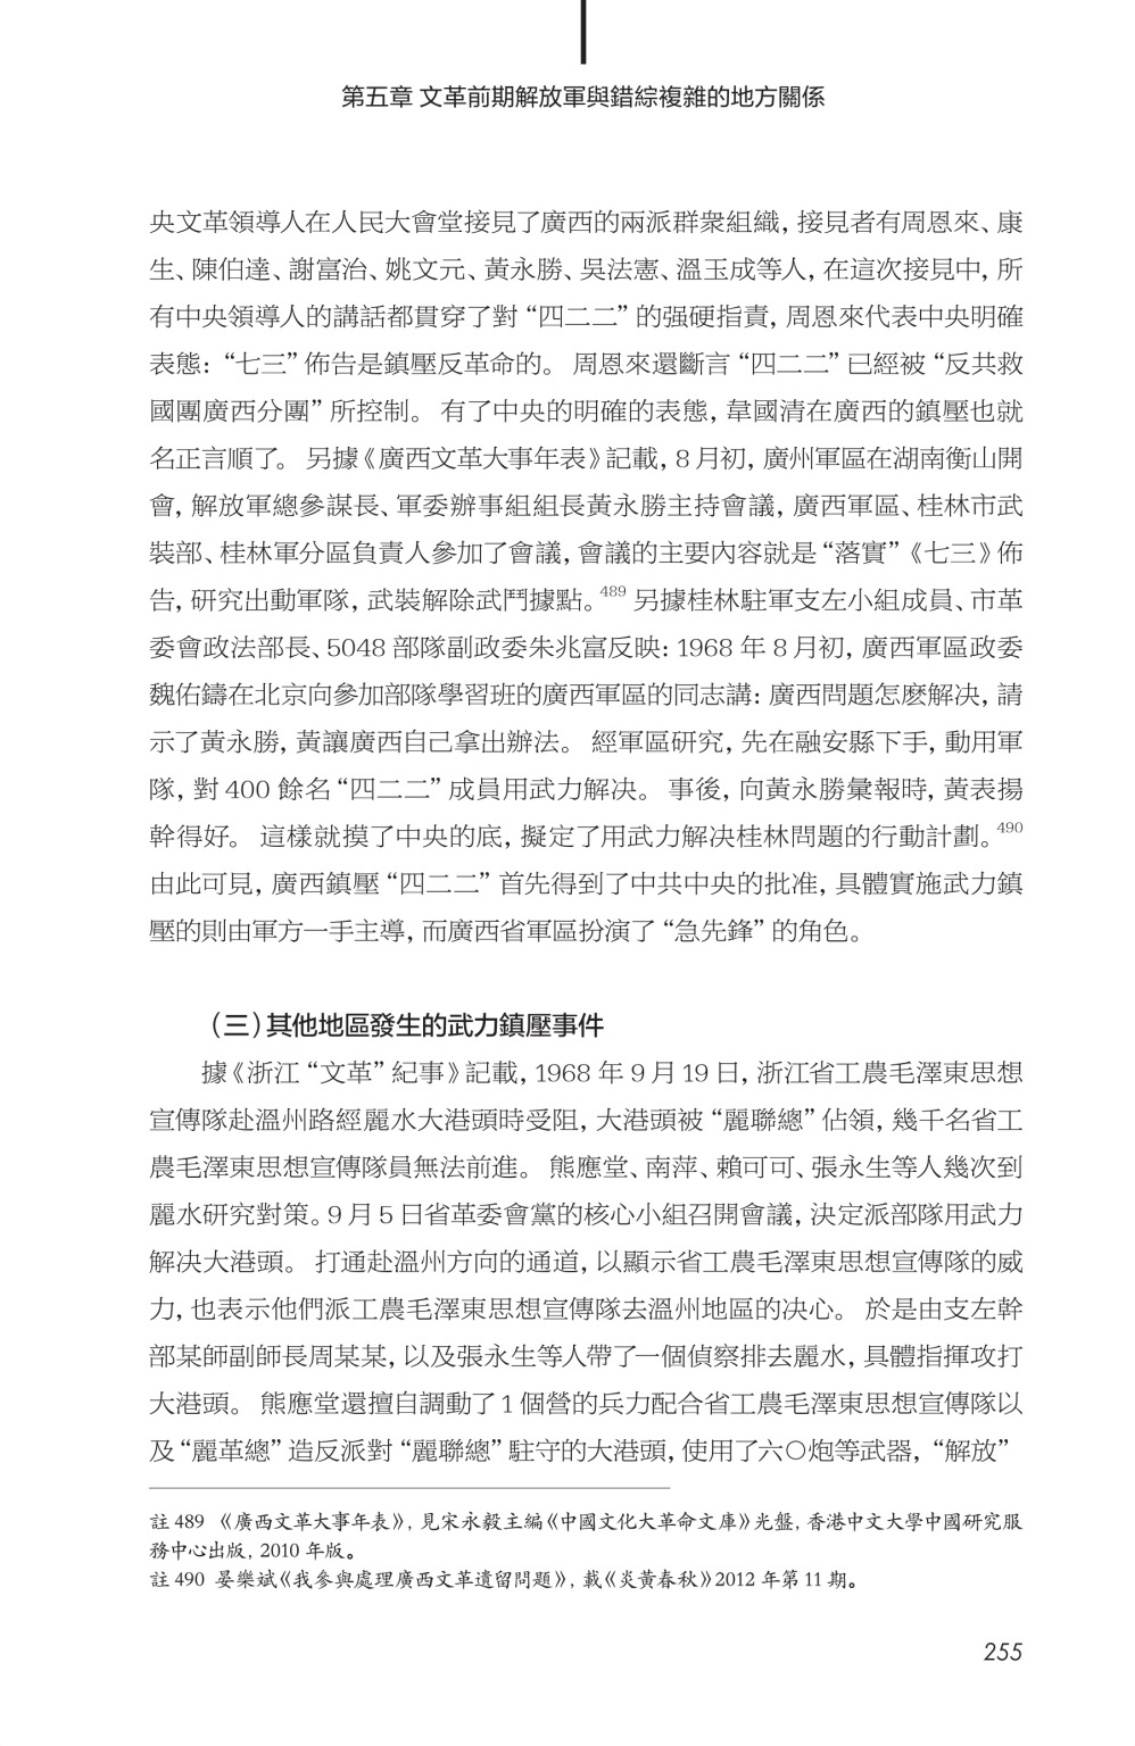 第五章 文革前期解放軍與錯綜複雜的地方關係
央文革領導人在人民大會堂接見了廣西的兩派群衆組織，接見者有周恩來、康
生、陳伯達、謝富治、姚文元、黃永勝、吳法憲、溫玉成等人，在這次接見中，所
有中央領導人的講話都貫穿了對“四二二”的强硬指責，周恩來代表中央明確
表態：“七三”佈告是鎮壓反革命的。周恩來還斷言“四二二”已經被“反共救
國團廣西分團”所控制。有了中央的明確的表態，韋國清在廣西的鎮壓也就
名正言順了。另據《廣西文革大事年表》記載，8月初，廣州軍區在湖南衡山開
會，解放軍總參謀長、軍委辦事組組長黃永勝主持會議，廣西軍區、桂林市武
裝部、桂林軍分區負責人參加了會議，會議的主要內容就是“落實”《七三》佈
告，研究出動軍隊，武裝解除武鬥據點。489 另據桂林駐軍支左小組成員、市革
委會政法部長、5048部隊副政委朱兆富反映：1968年8月初，廣西軍區政委
魏佑鑄在北京向參加部隊學習班的廣西軍區的同志講：廣西問題怎麽解決，請
示了黃永勝，黃讓廣西自己拿出辦法。經軍區研究，先在融安縣下手，動用軍
隊，對400餘名“四二二”成員用武力解決。事後，向黃永勝彙報時，黃表揚
幹得好。這樣就摸了中央的底，擬定了用武力解決桂林問題的行動計劃。490
由此可見，廣西鎮壓“四二二”首先得到了中共中央的批准，具體實施武力鎮
壓的則由軍方一手主導，而廣西省軍區扮演了“急先鋒”的角色。
（三）其他地區發生的武力鎮壓事件
據《浙江“文革”紀事》記載，1968年9月19日，浙江省工農毛澤東思想
宣傳隊赴溫州路經麗水大港頭時受阻，大港頭被“麗聯總”佔領，幾千名省工
農毛澤東思想宣傳隊員無法前進。熊應堂、南萍、賴可可、張永生等人幾次到
麗水研究對策。9月5日省革委會黨的核心小組召開會議，決定派部隊用武力
解決大港頭。打通赴溫州方向的通道，以顯示省工農毛澤東思想宣傳隊的威
力，也表示他們派工農毛澤東思想宣傳隊去溫州地區的決心。於是由支左幹
部某師副師長周某某，以及張永生等人帶了一個偵察排去麗水，具體指揮攻打
大港頭。熊應堂還擅自調動了1個營的兵力配合省工農毛澤東思想宣傳隊以
及“麗革總”造反派對“麗聯總”駐守的大港頭，使用了六〇炮等武器，“解放”
註489 《廣西文革大事年表》，見宋永毅主編《中國文化大革命文庫》光盤，香港中文大學中國研究服
務中心出版，2010年版。
註490 晏樂斌《我參與處理廣西文革遺留問題》，載《炎黃春秋》2012年第11期。
255